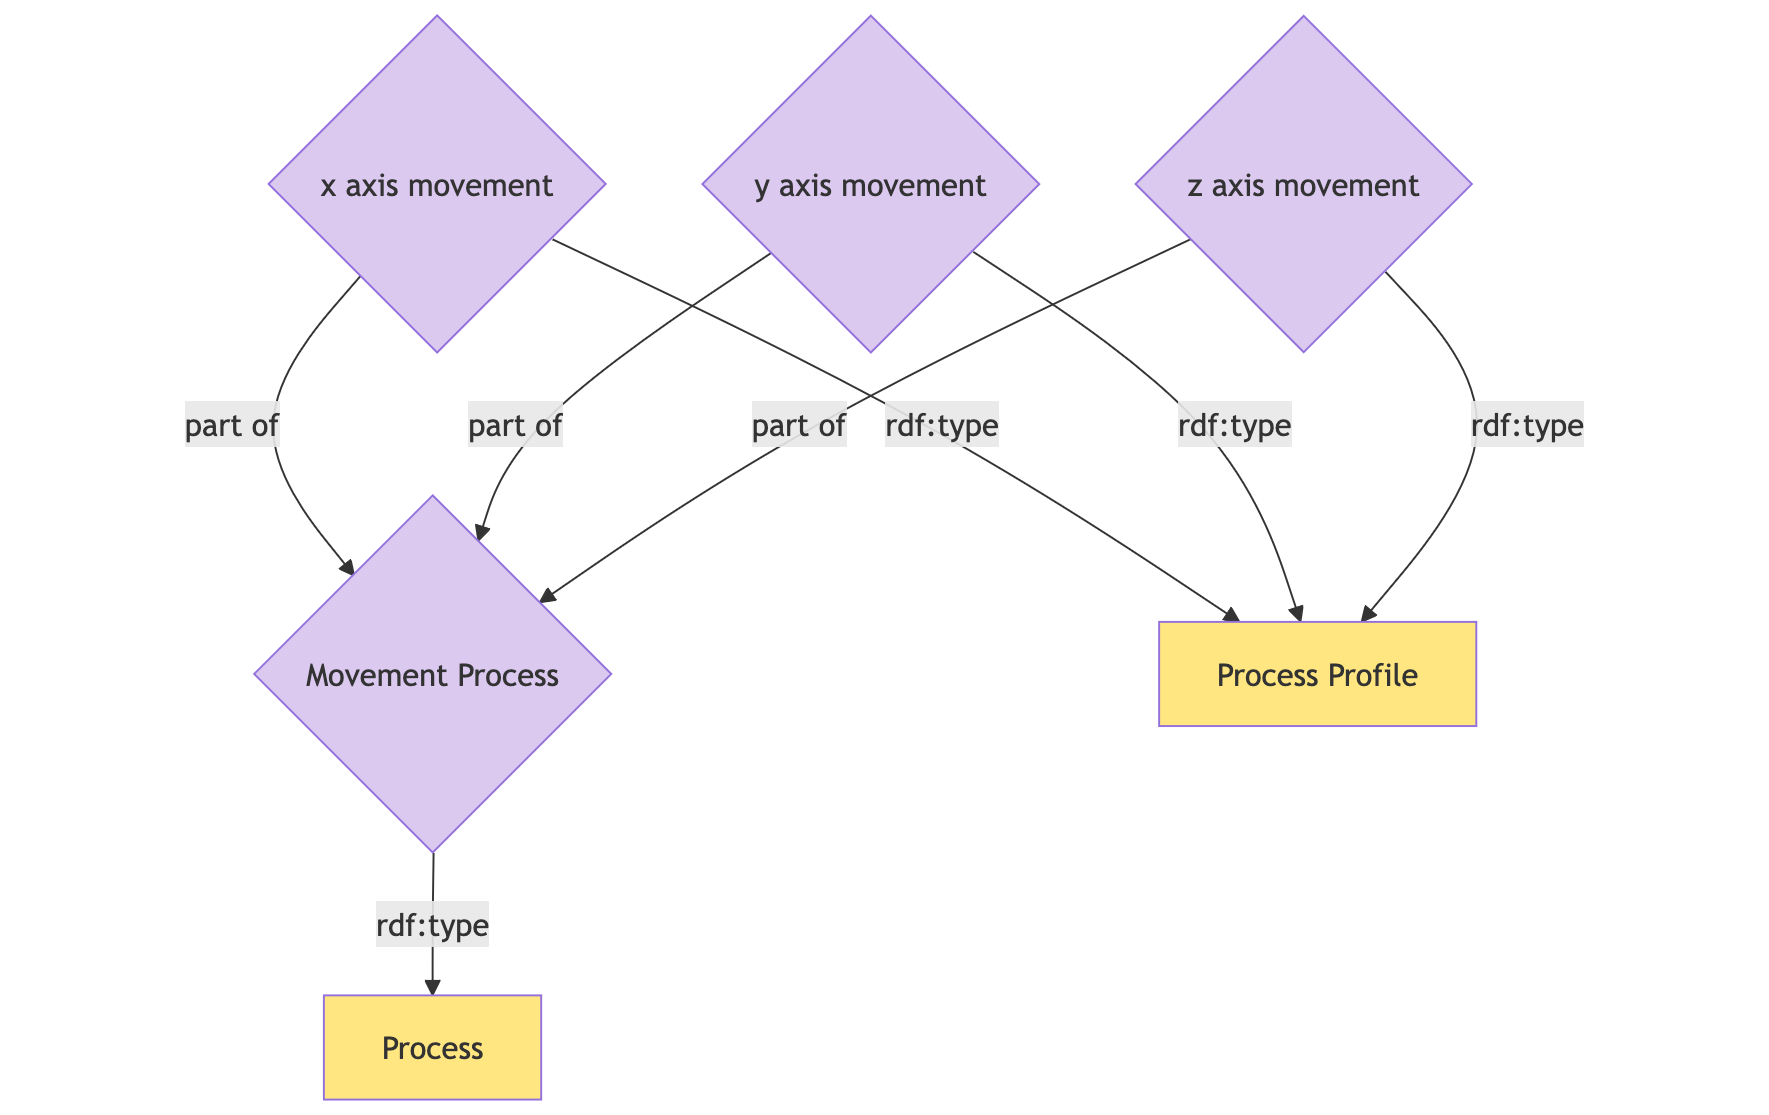 x axis movement
y axis movement
z axis movement
part of
part of
part of
rdf:type
rdf:type
rdf:type
Movement Process
Process Profile
rdf:type
Process